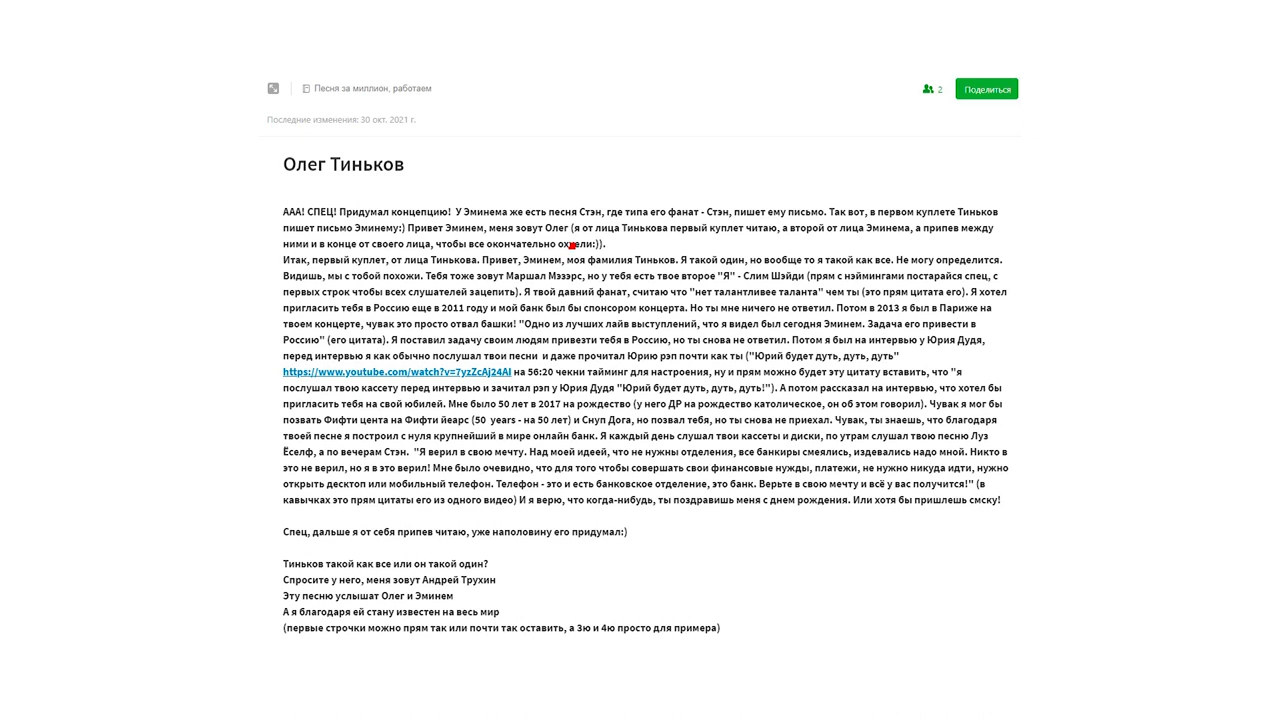 Песня за миллион, работаем
2
Поделиться
Последние изменения: 30 окт. 2021 г.
Олег Тиньков
ААА! СПЕЦ! Придумал концепцию! У Эминема же есть песня Стэн, где типа его фанат - Стэн, пишет ему письмо. Так вот, в первом куплете Тиньков
пишет письмо Эминему:) Привет Эминем, меня зовут Олег (я от лица Тинькова первый куплет читаю, а второй от лица Эминема, а припев между
ними и в конце от своего лица, чтобы все окончательно :)).
Итак, первый куплет, от лица Тинькова. Привет, Эминем, моя фамилия Тиньков. Я такой один, но вообще то я такой как все. Не могу определится.
Видишь, мы с тобой похожи. Тебя тоже зовут Маршал Мэзэрс, но у тебя есть твое второе "Я" - Слим Шэйди (прям с нэймингами постарайся спец, с
первых строк чтобы всех слушателей зацепить). Я твой давний фанат, считаю что "нет талантливее таланта" чем ты (это прям цитата его). Я хотел
пригласить тебя в Россию еще в 2011 году и мой банк был бы спонсором концерта. Но ты мне ничего не ответил. Потом в 2013 я был в Париже на
твоем концерте, чувак это просто отвал башки! "Одно из лучших лайв выступлений, что я видел был сегодня Эминем. Задача его привести в
Россию" (его цитата). Я поставил задачу своим людям привезти тебя в Россию, но ты снова не ответил. Потом я был на интервью у Юрия Дудя,
перед интервью я как обычно послушал твои песни и даже прочитал Юрию рэп почти как ты ("Юрий будет дуть, дуть, дуть"
https://www.youtube.com/watch?v=7yzZcAj24AI на 56:20 чекни тайминг для настроения, ну и прям можно будет эту цитату вставить, что "я
послушал твою кассету перед интервью и зачитал рэп у Юрия Дудя "Юрий будет дуть, дуть, дуть!"). А потом рассказал на интервью, что хотел бы
пригласить тебя на свой юбилей. Мне было 50 лет в 2017 на рождество (у него ДР на рождество католическое, он об этом говорил). Чувак я мог бы
позвать Фифти цента на Фифти йеарс (50 years - на 50 лет) и Снуп Дога, но позвал тебя, но ты снова не приехал. Чувак, ты знаешь, что благодаря
твоей песне я построил с нуля крупнейший в мире онлайн банк. Я каждый день слушал твои кассеты и диски, по утрам слушал твою песню Луз
Ёселф, а по вечерам Стэн. "Я верил в свою мечту. Над моей идеей, что не нужны отделения, все банкиры смеялись, издевались надо мной. Никто в
это не верил, но я в это верил! Мне было очевидно, что для того чтобы совершать свои финансовые нужды, платежи, не нужно никуда идти, нужно
открыть десктоп или мобильный телефон. Телефон - это и есть банковское отделение, это банк. Верьте в свою мечту и всё у вас получится!" (в
кавычках это прям цитаты его из одного видео) И я верю, что когда-нибудь, ты поздравишь меня с днем рождения. Или хотя бы пришлешь смску!
Спец, дальше я от себя припев читаю, уже наполовину его придумал:)
Тиньков такой как все или он такой один?
Спросите у него, меня зовут Андрей Трухин
Эту песню услышат Олег и Эминем
А я благодаря ей стану известен на весь мир
(первые строчки можно прям так или почти так оставить, а 3ю и 4ю просто для примера)